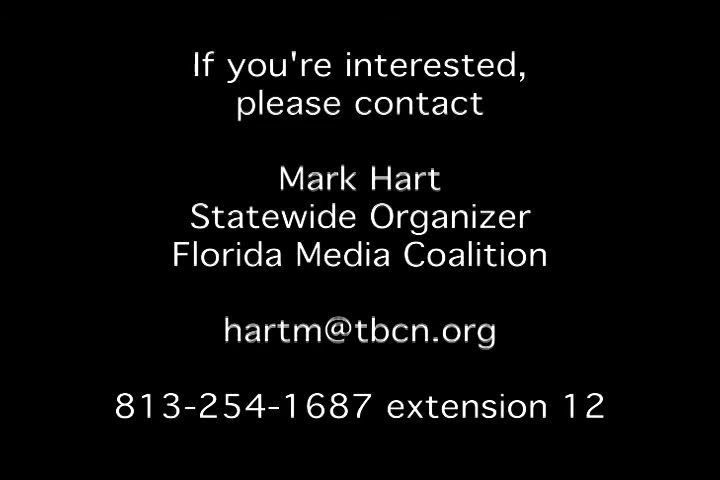 If you're interested,
please contact
Mark Hart
Statewide Organizer
Florida Media Coalition
hartm@tbcn.org
813-254-1687 extension 12